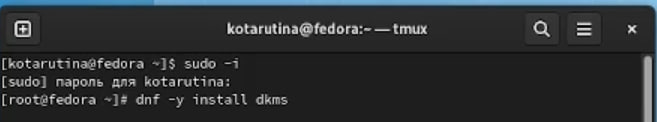 kotarutina@fedora:~ — tmux
[kotarutina@fedora ~]$ sudo -i
[sudo] пароль для kotarutina:
[root@fedora ~]# dnf -y install dkms